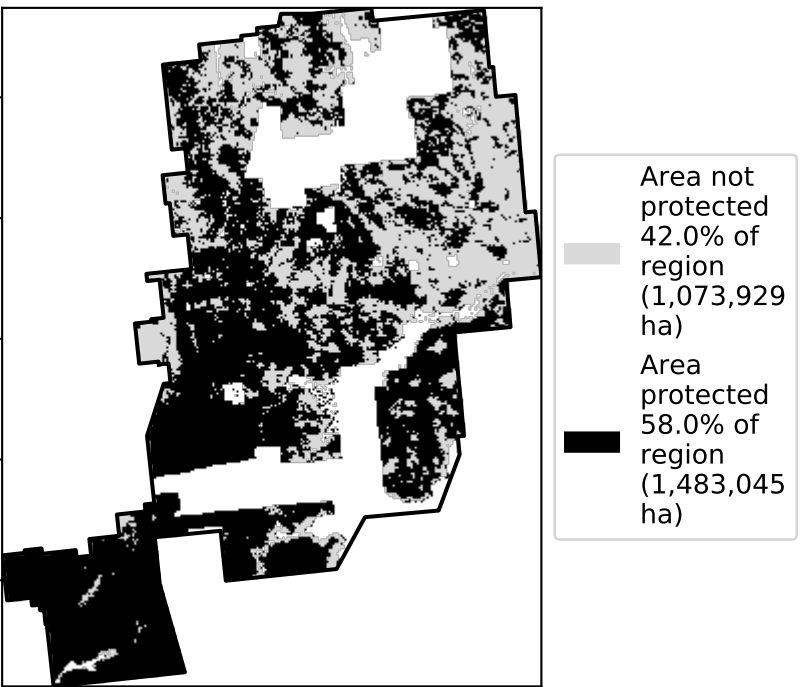 Area not
protected
42.0% of
region
(1,073,929
ha)
Area
protected
58.0% of
region
(1,483,045
ha)